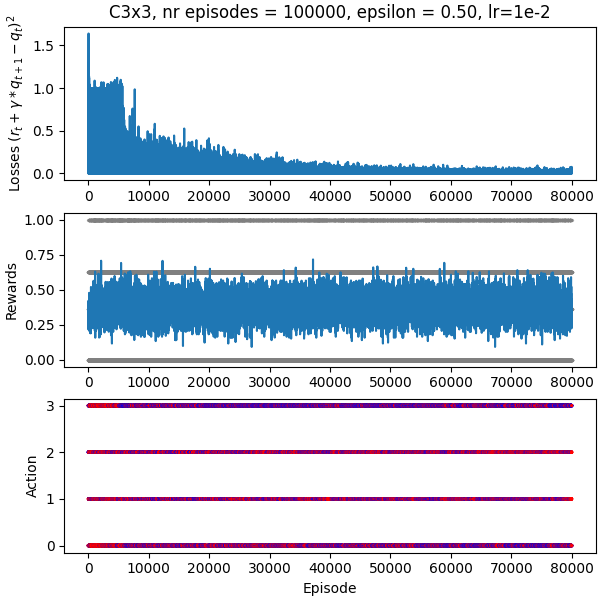 C3x3, nr episodes = 100000, epsilon = 0.50, lr=1e-2
Losses $(r_t + \gamma * q_{t+1} - q_t)^2$
1.5
1.0
0.5
0.0
0 10000 20000 30000 40000 50000 60000 70000 80000
Rewards
1.00
0.75
0.50
0.25
0.00
0 10000 20000 30000 40000 50000 60000 70000 80000
Action
3
2
1
0
0 10000 20000 30000 40000 50000 60000 70000 80000
Episode